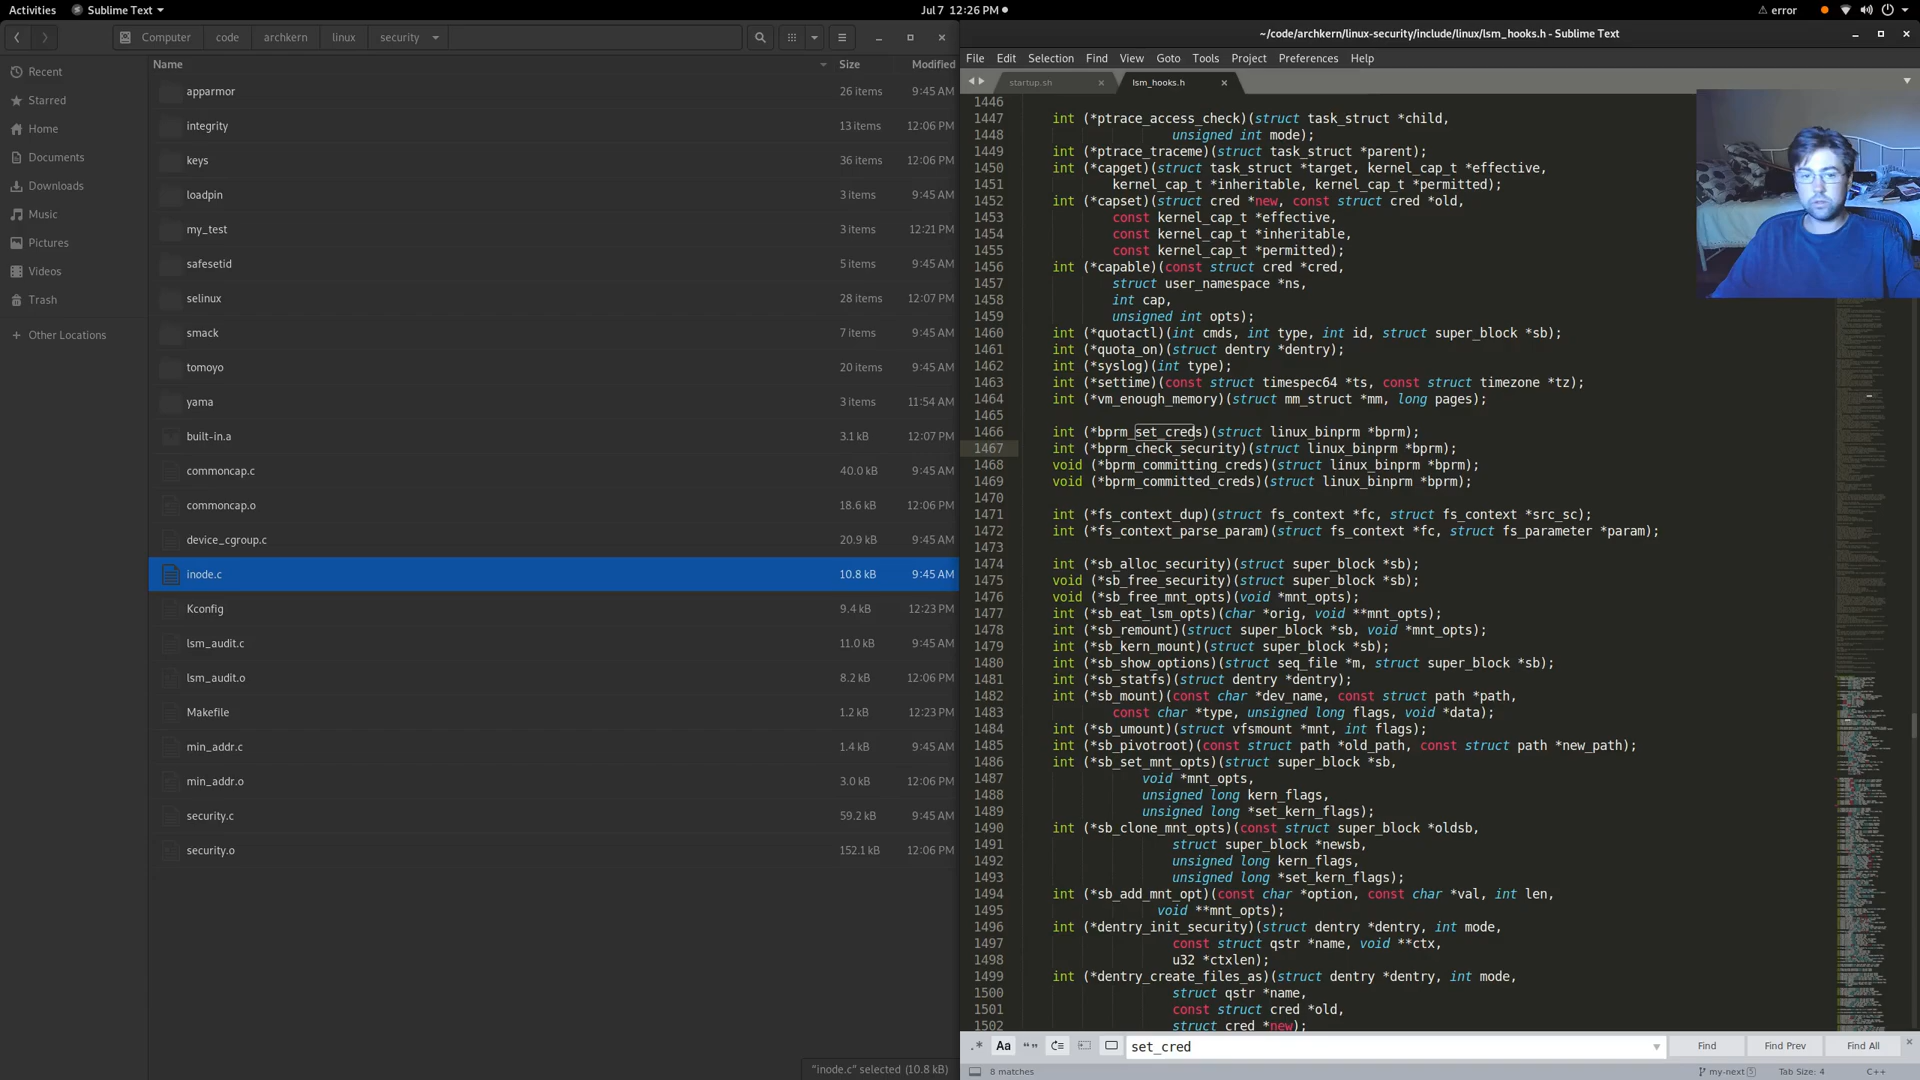 Activities
Sublime Text
Jul 7 12:26 PM
error
Computer
code
archkern
linux
security
Name
Size
Modified
Recent
Starred
Home
Documents
Downloads
Music
Pictures
Videos
Trash
Other Locations
apparmor 26 items 9:45 AM
integrity 13 items 12:06 PM
keys 36 items 12:06 PM
loadpin 3 items 9:45 AM
my_test 3 items 12:21 PM
safesetid 5 items 9:45 AM
selinux 28 items 12:07 PM
smack 7 items 9:45 AM
tomoyo 20 items 9:45 AM
yama 3 items 11:54 AM
built-in.a 3.1 kB 12:07 PM
commoncap.c 40.0 kB 9:45 AM
commoncap.o 18.6 kB 12:06 PM
device_cgroup.c 20.9 kB 9:45 AM
inode.c 10.8 kB 9:45 AM
Kconfig 9.4 kB 12:23 PM
lsm_audit.c 11.0 kB 9:45 AM
lsm_audit.o 8.2 kB 12:06 PM
Makefile 1.2 kB 12:23 PM
min_addr.c 1.4 kB 9:45 AM
min_addr.o 3.0 kB 12:06 PM
security.c 59.2 kB 9:45 AM
security.o 152.1 kB 12:06 PM
"inode.c" selected (10.8 kB)
~/code/archkern/linux-security/include/linux/lsm_hooks.h - Sublime Text
File Edit Selection Find View Goto Tools Project Preferences Help
startup.sh
lsm_hooks.h
1446
1447 int (*ptrace_access_check)(struct task_struct *child,
1448 unsigned int mode);
1449 int (*ptrace_traceme)(struct task_struct *parent);
1450 int (*capget)(struct task_struct *target, kernel_cap_t *effective,
1451 kernel_cap_t *inheritable, kernel_cap_t *permitted);
1452 int (*capset)(struct cred *new, const struct cred *old,
1453 const kernel_cap_t *effective,
1454 const kernel_cap_t *inheritable,
1455 const kernel_cap_t *permitted);
1456 int (*capable)(const struct cred *cred,
1457 struct user_namespace *ns,
1458 int cap,
1459 unsigned int opts);
1460 int (*quotactl)(int cmds, int type, int id, struct super_block *sb);
1461 int (*quota_on)(struct dentry *dentry);
1462 int (*syslog)(int type);
1463 int (*settime)(const struct timespec64 *ts, const struct timezone *tz);
1464 int (*vm_enough_memory)(struct mm_struct *mm, long pages);
1465
1466 int (*bprm_set_creds)(struct linux_binprm *bprm);
1467 int (*bprm_check_security)(struct linux_binprm *bprm);
1468 void (*bprm_committing_creds)(struct linux_binprm *bprm);
1469 void (*bprm_committed_creds)(struct linux_binprm *bprm);
1470
1471 int (*fs_context_dup)(struct fs_context *fc, struct fs_context *src_sc);
1472 int (*fs_context_parse_param)(struct fs_context *fc, struct fs_parameter *param);
1473
1474 int (*sb_alloc_security)(struct super_block *sb);
1475 void (*sb_free_security)(struct super_block *sb);
1476 void (*sb_free_mnt_opts)(void *mnt_opts);
1477 int (*sb_eat_lsm_opts)(char *orig, void **mnt_opts);
1478 int (*sb_remount)(struct super_block *sb, void *mnt_opts);
1479 int (*sb_kern_mount)(struct super_block *sb);
1480 int (*sb_show_options)(struct seq_file *m, struct super_block *sb);
1481 int (*sb_statfs)(struct dentry *dentry);
1482 int (*sb_mount)(const char *dev_name, const struct path *path,
1483 const char *type, unsigned long flags, void *data);
1484 int (*sb_umount)(struct vfsmount *mnt, int flags);
1485 int (*sb_pivotroot)(const struct path *old_path, const struct path *new_path);
1486 int (*sb_set_mnt_opts)(struct super_block *sb,
1487 void *mnt_opts,
1488 unsigned long kern_flags,
1489 unsigned long *set_kern_flags);
1490 int (*sb_clone_mnt_opts)(const struct super_block *oldsb,
1491 struct super_block *newsb,
1492 unsigned long kern_flags,
1493 unsigned long *set_kern_flags);
1494 int (*sb_add_mnt_opt)(const char *option, const char *val, int len,
1495 void **mnt_opts);
1496 int (*dentry_init_security)(struct dentry *dentry, int mode,
1497 const struct qstr *name, void **ctx,
1498 u32 *ctxlen);
1499 int (*dentry_create_files_as)(struct dentry *dentry, int mode,
1500 struct qstr *name,
1501 const struct cred *old,
1502 struct cred *new);
.* Aa “” set_cred Find Find Prev Find All
8 matches
my-next 5
Tab Size: 4
C++